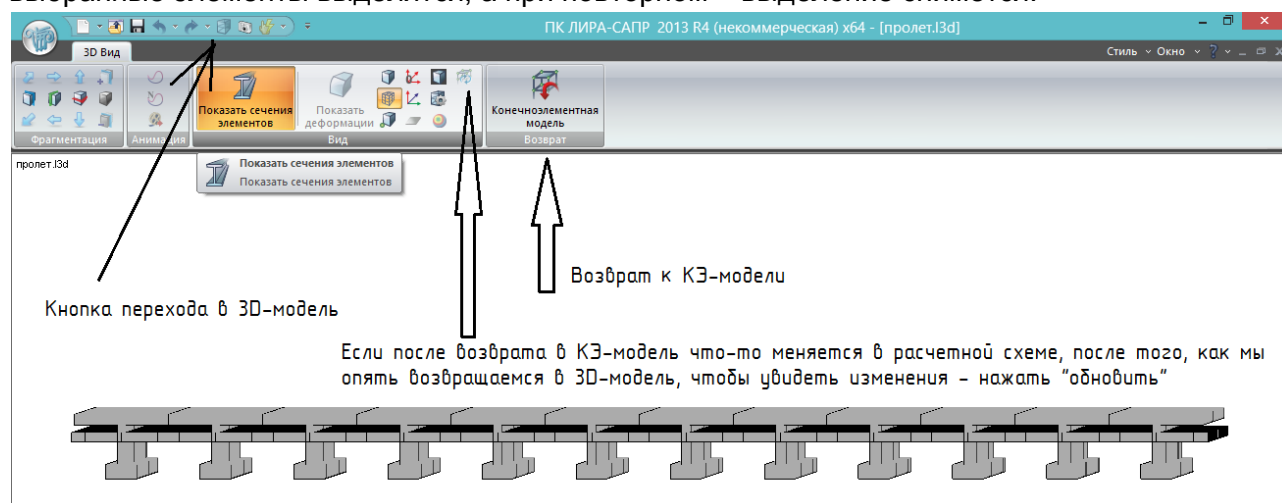 выбранные элементы выделятся, а при повторном – выделение снимется.
ПК ЛИРА-САПР 2013 R4 (некоммерческая) x64 - [пролет.l3d]
3D Вид
Стиль Окно
Показать сечения элементов
Показать деформации
Конечноэлементная модель
Фрагментация Анимация Вид Возврат
пролет.l3d
Показать сечения элементов
Показать сечения элементов
Возврат к КЭ-модели
Кнопка перехода в 3D-модель
Если после возврата в КЭ-модель что-то меняется в расчетной схеме, после того, как мы
опять возвращаемся в 3D-модель, чтобы увидеть изменения - нажать "обновить"